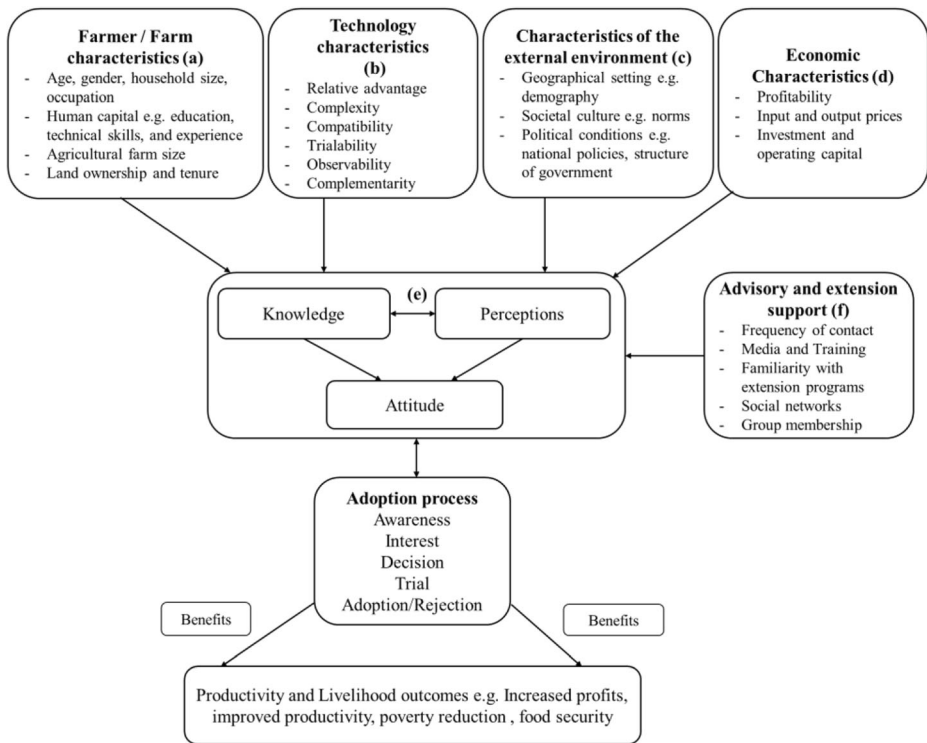 Farmer / Farm
characteristics (a)
- Age, gender, household size,
occupation
- Human capital e.g. education,
technical skills, and experience
- Agricultural farm size
- Land ownership and tenure
Technology
characteristics
(b)
- Relative advantage
- Complexity
- Compatibility
- Trialability
- Observability
- Complementarity
Characteristics of the
external environment (c)
- Geographical setting e.g.
demography
- Societal culture e.g. norms
- Political conditions e.g.
national policies, structure
of government
Economic
Characteristics (d)
- Profitability
- Input and output prices
- Investment and
operating capital
(e)
Knowledge
Perceptions
Attitude
Advisory and extension
support (f)
- Frequency of contact
- Media and Training
- Familiarity with
extension programs
- Social networks
- Group membership
Adoption process
Awareness
Interest
Decision
Trial
Adoption/Rejection
Benefits
Benefits
Productivity and Livelihood outcomes e.g. Increased profits,
improved productivity, poverty reduction , food security